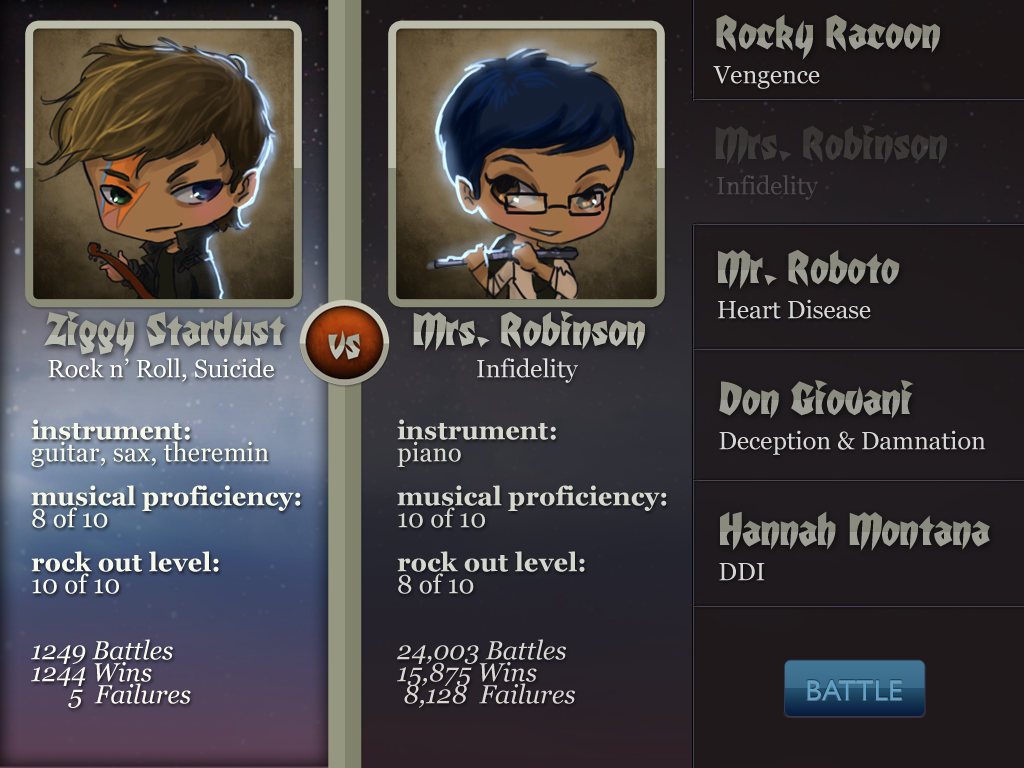 Ziggy Stardust
Rock n' Roll, Suicide
instrument:
guitar, sax, theremin
musical proficiency:
8 of 10
rock out level:
10 of 10
1249 Battles
1244 Wins
5 Failures
vs
Mrs. Robinson
Infidelity
instrument:
piano
musical proficiency:
10 of 10
rock out level:
8 of 10
24,003 Battles
15,875 Wins
8,128 Failures
Rocky Racoon
Vengence
Mrs. Robinson
Infidelity
Mr. Roboto
Heart Disease
Don Giovani
Deception & Damnation
Hannah Montana
DDI
BATTLE